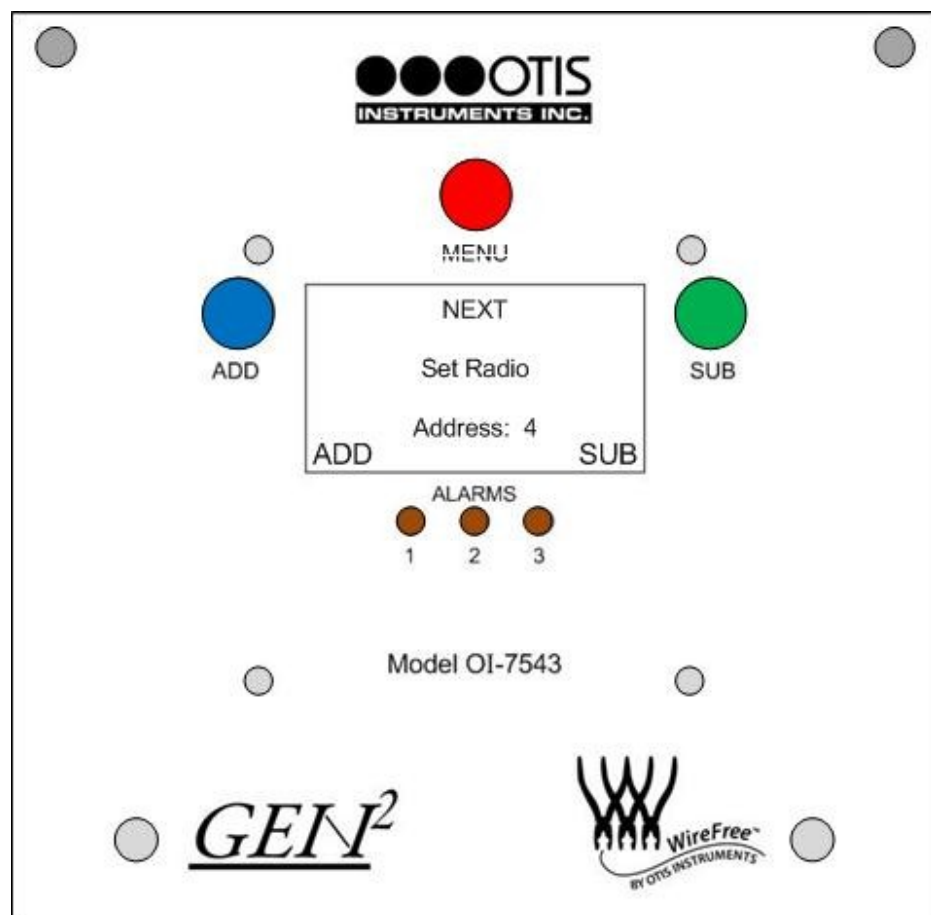 OTIS
INSTRUMENTS INC.
MENU
NEXT
ADD
SUB
Set Radio
Address: 4
ADD SUB
ALARMS
1 2 3
Model OI-7543
GEN²
WireFree™
BY OTIS INSTRUMENTS